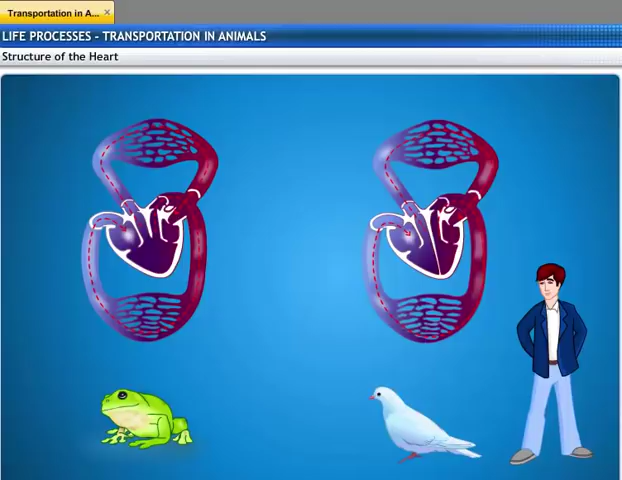 Transportation in A...
LIFE PROCESSES - TRANSPORTATION IN ANIMALS
Structure of the Heart